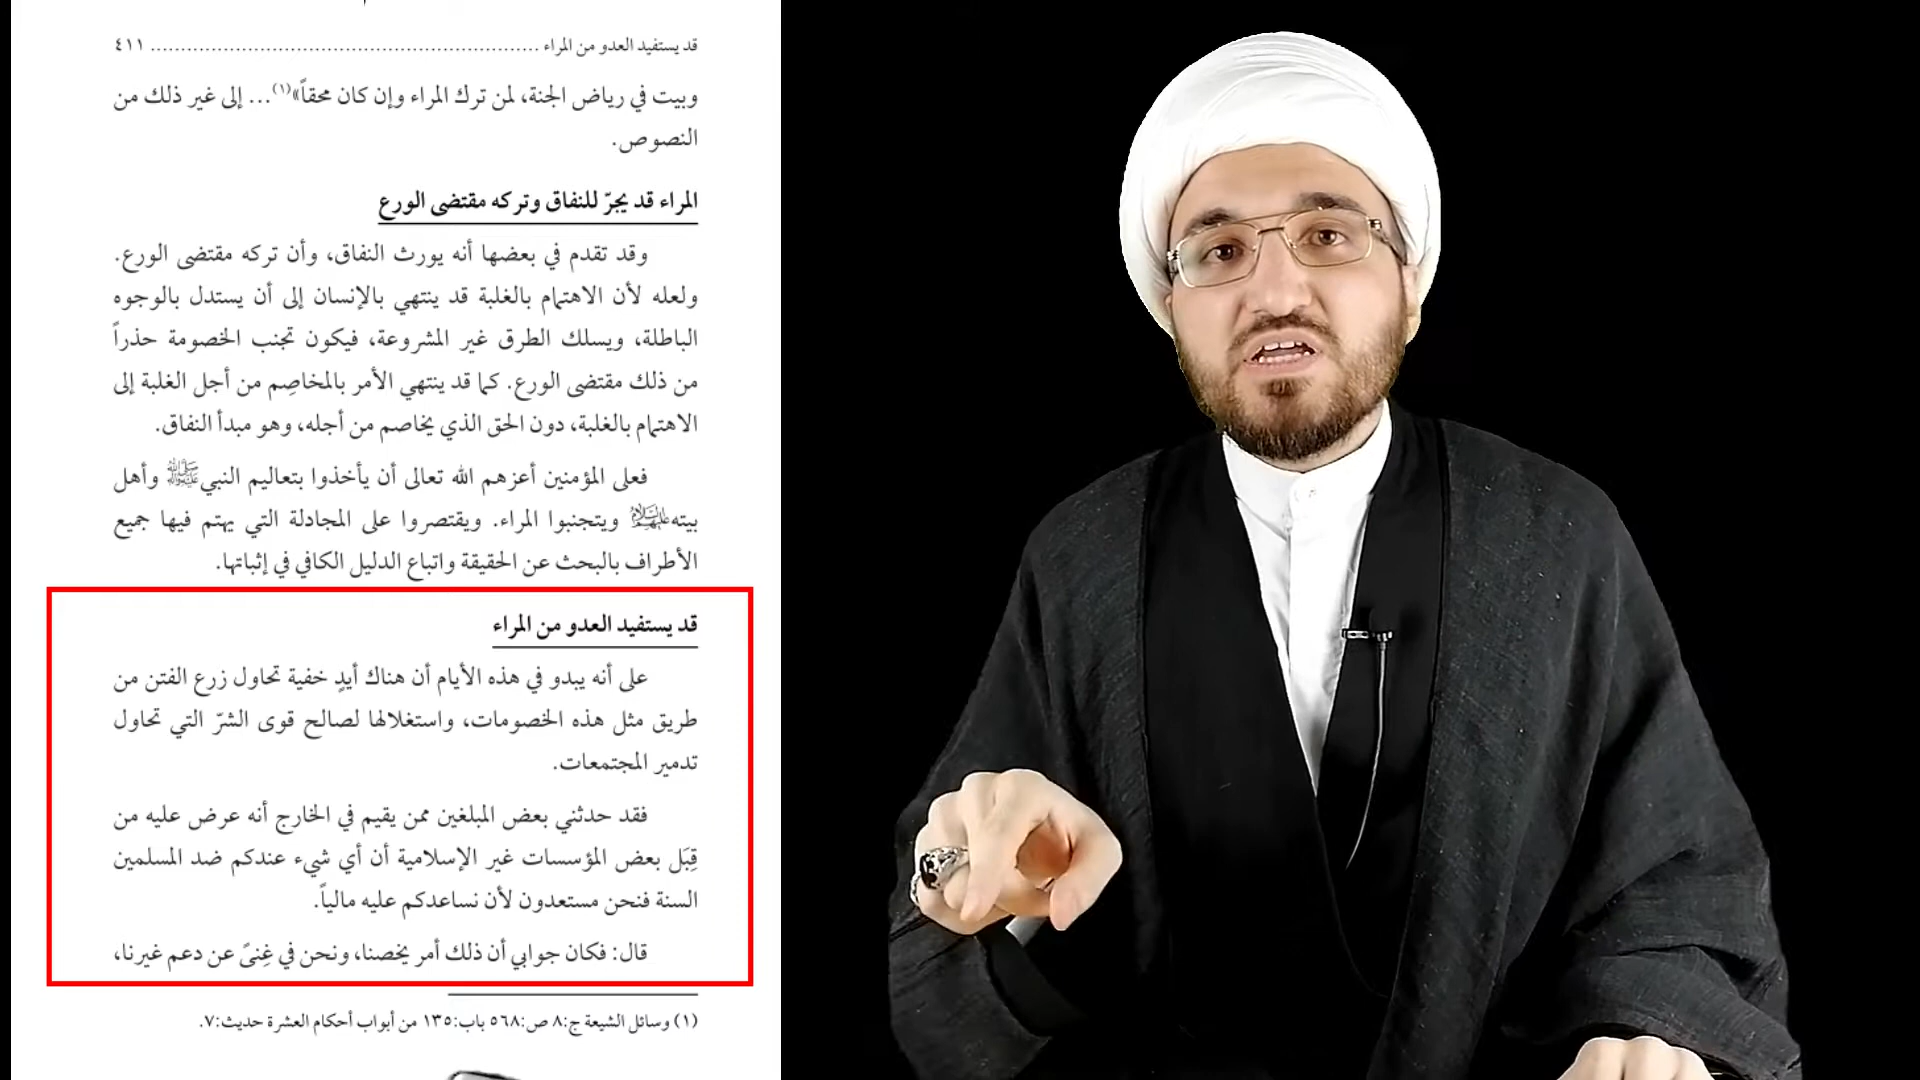 قد يستفيد العدو من المراء ................................................................ ٤١١
وبيت في رياض الجنة، لمن ترك المراء وإن كان محقاً»(١)... إلى غير ذلك من
النصوص.
المراء قد يجرّ للنفاق وتركه مقتضى الورع
وقد تقدم في بعضها أنه يورث النفاق، وأن تركه مقتضى الورع.
ولعله لأن الاهتمام بالغلبة قد ينتهي بالإنسان إلى أن يستدل بالوجوه
الباطلة، ويسلك الطرق غير المشروعة، فيكون تجنب الخصومة حذراً
من ذلك مقتضى الورع. كما قد ينتهي الأمر بالمخاصِم من أجل الغلبة إلى
الاهتمام بالغلبة، دون الحق الذي يخاصم من أجله، وهو مبدأ النفاق.
فعلى المؤمنين أعزهم الله تعالى أن يأخذوا بتعاليم النبي ﷺ وأهل
بيته عليهم السلام ويتجنبوا المراء. ويقتصروا على المجادلة التي يهتم فيها جميع
الأطراف بالبحث عن الحقيقة واتباع الدليل الكافي في إثباتها.
قد يستفيد العدو من المراء
على أنه يبدو في هذه الأيام أن هناك أيدٍ خفية تحاول زرع الفتن من
طريق مثل هذه الخصومات، واستغلالها لصالح قوى الشرّ التي تحاول
تدمير المجتمعات.
فقد حدثني بعض المبلغين ممن يقيم في الخارج أنه عرض عليه من
قِبَل بعض المؤسسات غير الإسلامية أن أي شيء عندكم ضد المسلمين
السنة فنحن مستعدون لأن نساعدكم عليه مالياً.
قال: فكان جوابي أن ذلك أمر يخصنا، ونحن في غِنىً عن دعم غيرنا،
(١) وسائل الشيعة ج:٨ ص:٥٦٨ باب:١٣٥ من أبواب أحكام العشرة حديث:٧.